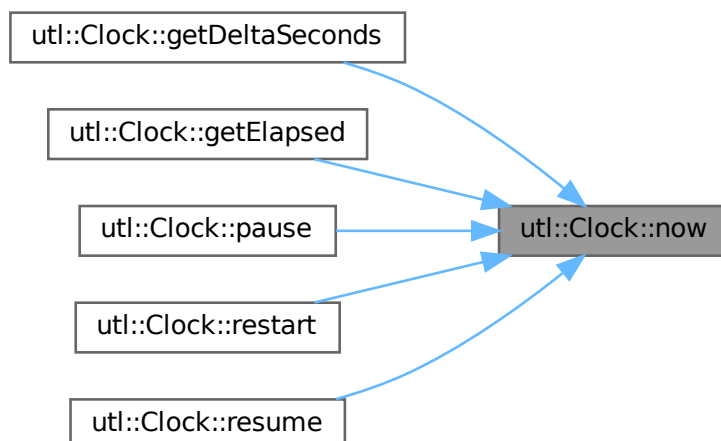 utl::Clock::getDeltaSeconds
utl::Clock::getElapsed
utl::Clock::pause
utl::Clock::now
utl::Clock::restart
utl::Clock::resume